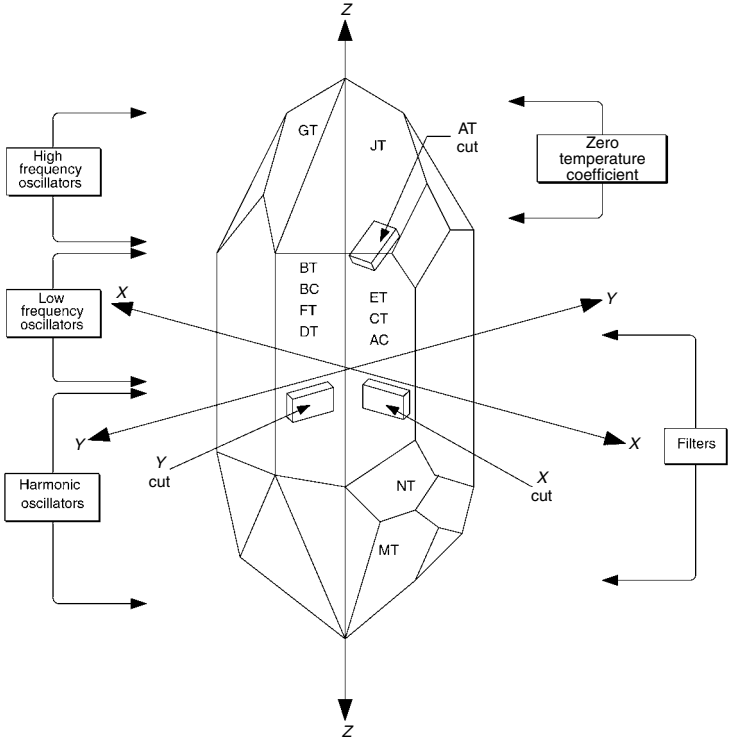 Z
GT
JT
AT
cut
Zero
temperature
coefficient
High
frequency
oscillators
BT
BC
FT
DT
ET
CT
AC
Low
frequency
oscillators
X
Y
Y
X
Y
cut
X
cut
Filters
Harmonic
oscillators
NT
MT
Z